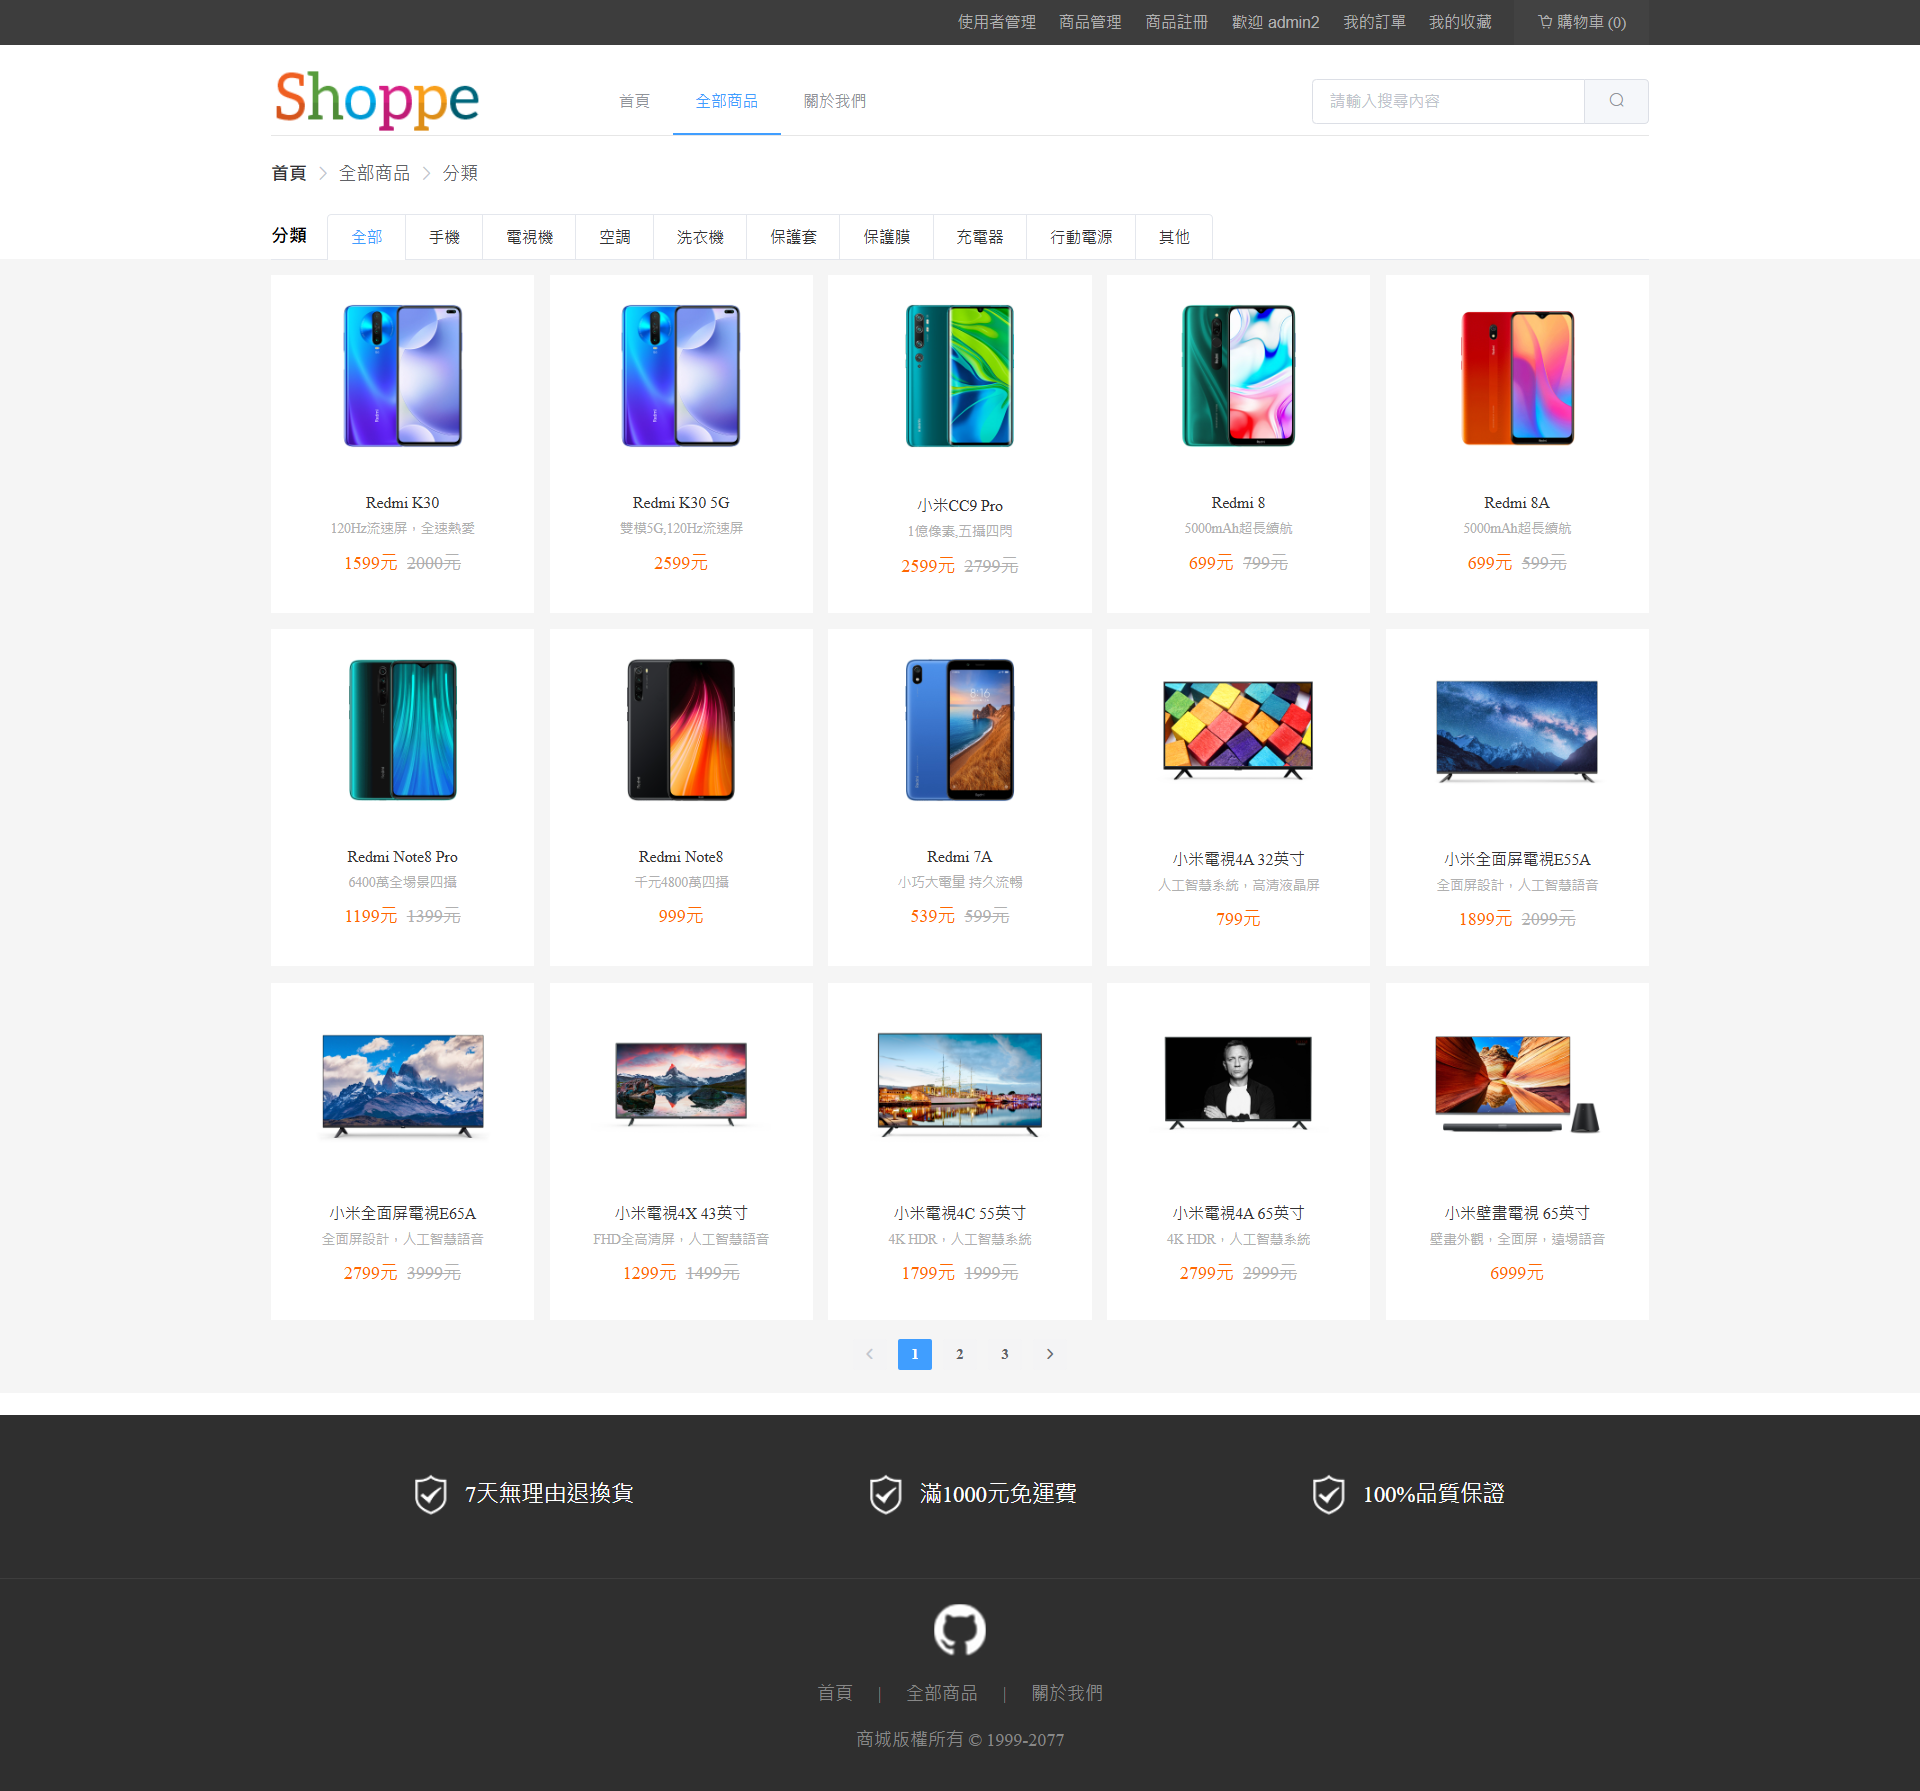 使用者管理 商品管理 商品註冊 歡迎 admin2 我的訂單 我的收藏 購物車 (0)
Shoppe 首頁 全部商品 關於我們 請輸入搜尋內容
首頁 > 全部商品 > 分類
分類 全部 手機 電視機 空調 洗衣機 保護套 保護膜 充電器 行動電源 其他
Redmi K30
120Hz流速屏，全速熱愛
1599元 2000元
Redmi K30 5G
雙模5G,120Hz流速屏
2599元
小米CC9 Pro
1億像素,五攝四閃
2599元 2799元
Redmi 8
5000mAh超長續航
699元 799元
Redmi 8A
5000mAh超長續航
699元 599元
Redmi Note8 Pro
6400萬全場景四攝
1199元 1399元
Redmi Note8
千元4800萬四攝
999元
8:16
Redmi 7A
小巧大電量 持久流暢
539元 599元
小米電視4A 32英寸
人工智慧系統，高清液晶屏
799元
小米全面屏電視E55A
全面屏設計，人工智慧語音
1899元 2099元
小米全面屏電視E65A
全面屏設計，人工智慧語音
2799元 3999元
小米電視4X 43英寸
FHD全高清屏，人工智慧語音
1299元 1499元
小米電視4C 55英寸
4K HDR，人工智慧系統
1799元 1999元
小米電視4A 65英寸
4K HDR，人工智慧系統
2799元 2999元
小米壁畫電視 65英寸
壁畫外觀，全面屏，遠場語音
6999元
1 2 3
7天無理由退換貨 滿1000元免運費 100%品質保證
首頁 | 全部商品 | 關於我們
商城版權所有 © 1999-2077